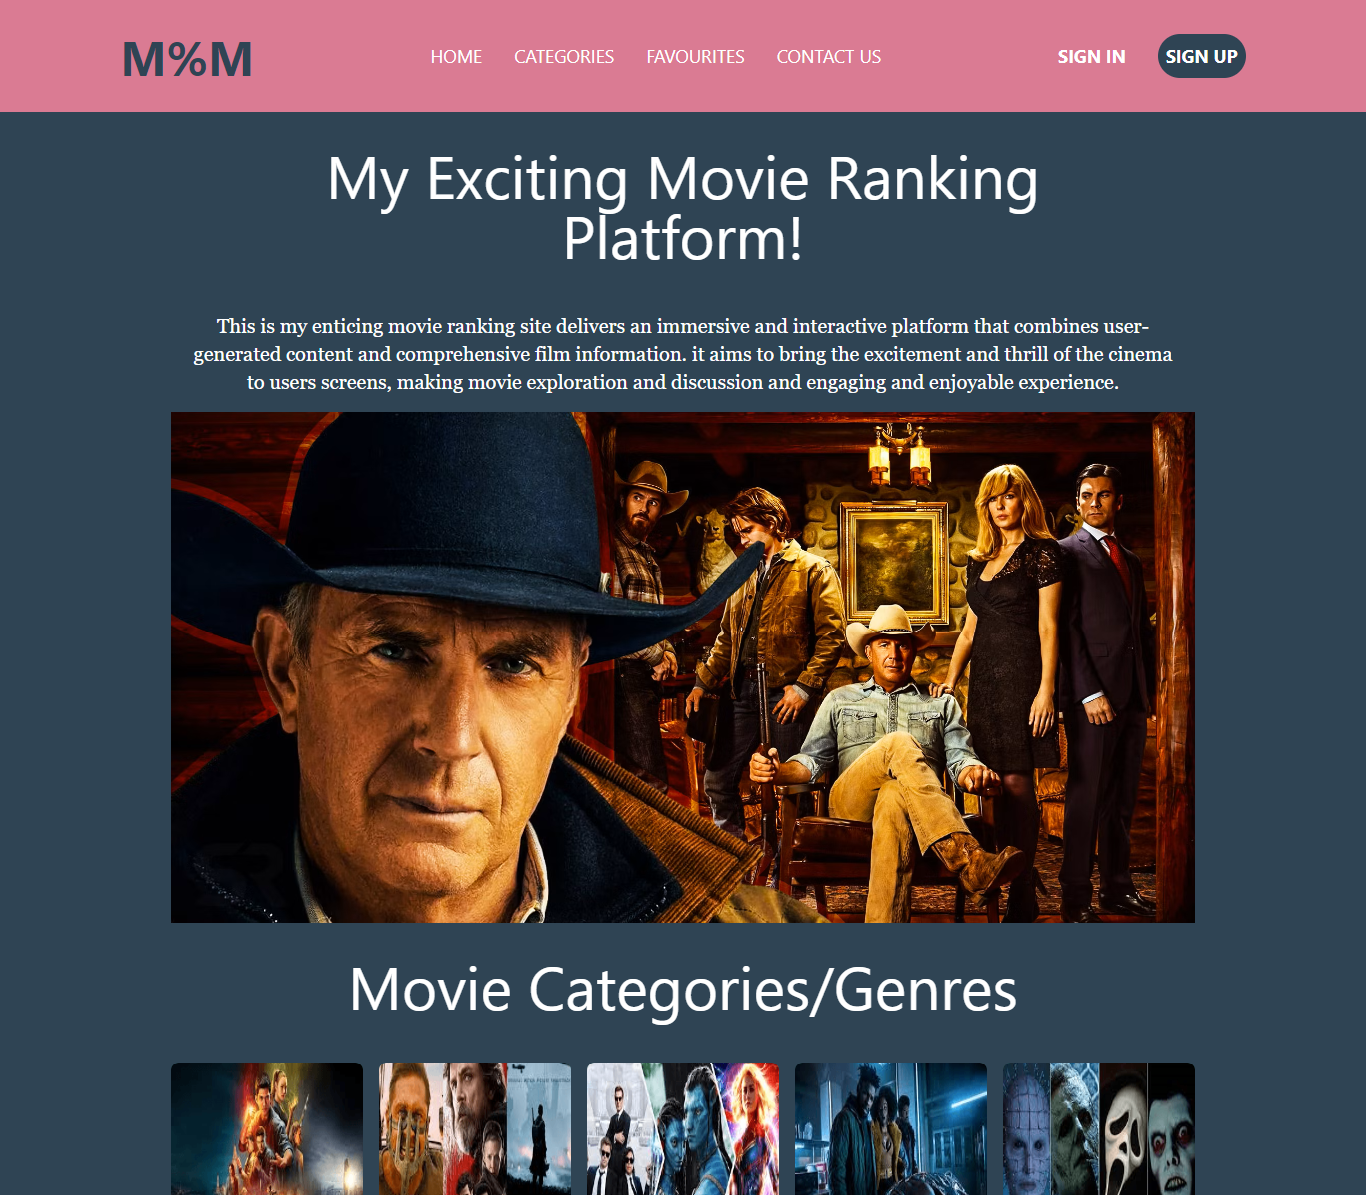 M%M
HOME CATEGORIES FAVOURITES CONTACT US
SIGN IN SIGN UP
My Exciting Movie Ranking
Platform!
This is my enticing movie ranking site delivers an immersive and interactive platform that combines user-
generated content and comprehensive film information. it aims to bring the excitement and thrill of the cinema
to users screens, making movie exploration and discussion and engaging and enjoyable experience.
SR
Movie Categories/Genres